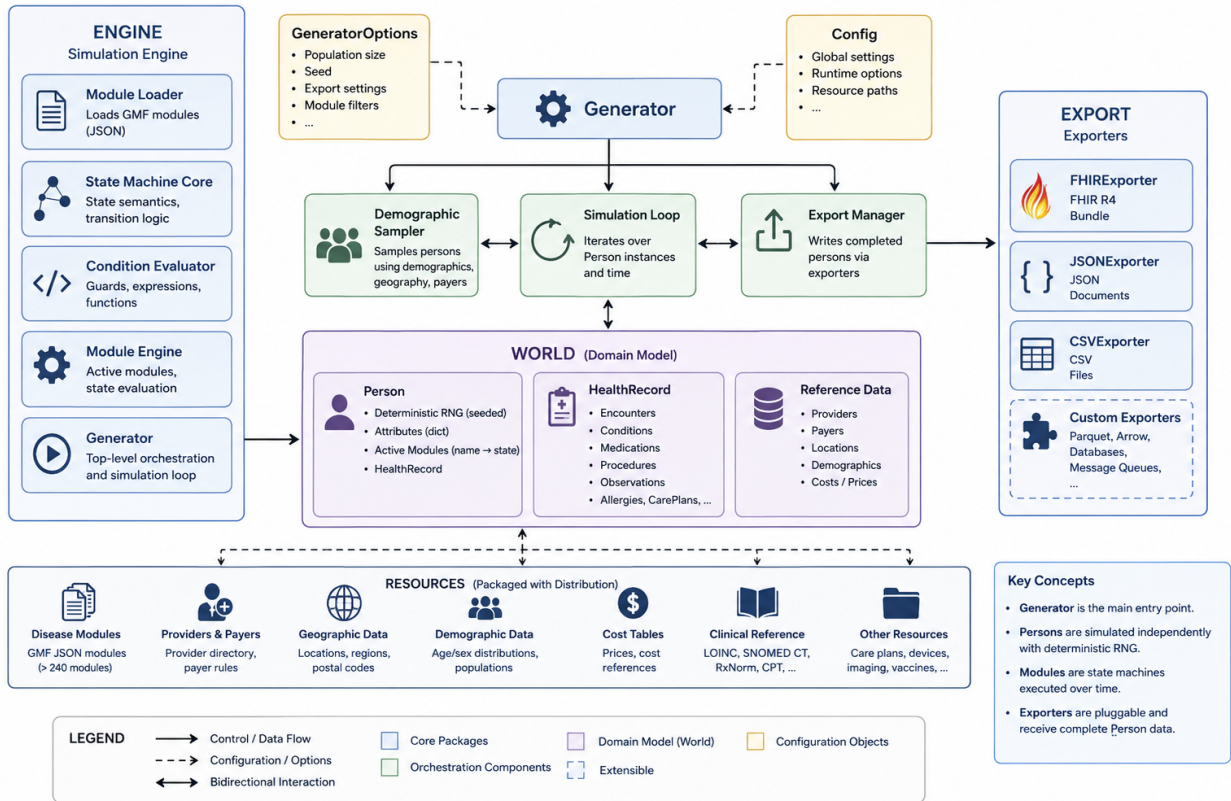 ENGINE
Simulation Engine
Module Loader
Loads GMF modules
(JSON)
State Machine Core
State semantics,
transition logic
Condition Evaluator
Guards, expressions,
functions
Module Engine
Active modules,
state evaluation
Generator
Top-level orchestration
and simulation loop
GeneratorOptions
• Population size
• Seed
• Export settings
• Module filters
• ...
Generator
Config
• Global settings
• Runtime options
• Resource paths
• ...
Demographic
Sampler
Samples persons
using demographics,
geography, payers
Simulation Loop
Iterates over
Person instances
and time
Export Manager
Writes completed
persons via
exporters
EXPORT
Exporters
FHIRExporter
FHIR R4
Bundle
{ }
JSONExporter
JSON
Documents
CSVExporter
CSV
Files
Custom Exporters
Parquet, Arrow,
Databases,
Message Queues,
...
WORLD (Domain Model)
Person
• Deterministic RNG (seeded)
• Attributes (dict)
• Active Modules (name → state)
• HealthRecord
HealthRecord
• Encounters
• Conditions
• Medications
• Procedures
• Observations
• Allergies, CarePlans, ...
Reference Data
• Providers
• Payers
• Locations
• Demographics
• Costs / Prices
RESOURCES (Packaged with Distribution)
Disease Modules
GMF JSON modules
(> 240 modules)
Providers & Payers
Provider directory,
payer rules
Geographic Data
Locations, regions,
postal codes
Demographic Data
Age/sex distributions,
populations
$
Cost Tables
Prices, cost
references
Clinical Reference
LOINC, SNOMED CT,
RxNorm, CPT, ...
Other Resources
Care plans, devices,
imaging, vaccines, ...
Key Concepts
• Generator is the main entry point.
• Persons are simulated independently
with deterministic RNG.
• Modules are state machines
executed over time.
• Exporters are pluggable and
receive complete Person data.
LEGEND
Control / Data Flow
Configuration / Options
Bidirectional Interaction
Core Packages
Orchestration Components
Domain Model (World)
Extensible
Configuration Objects